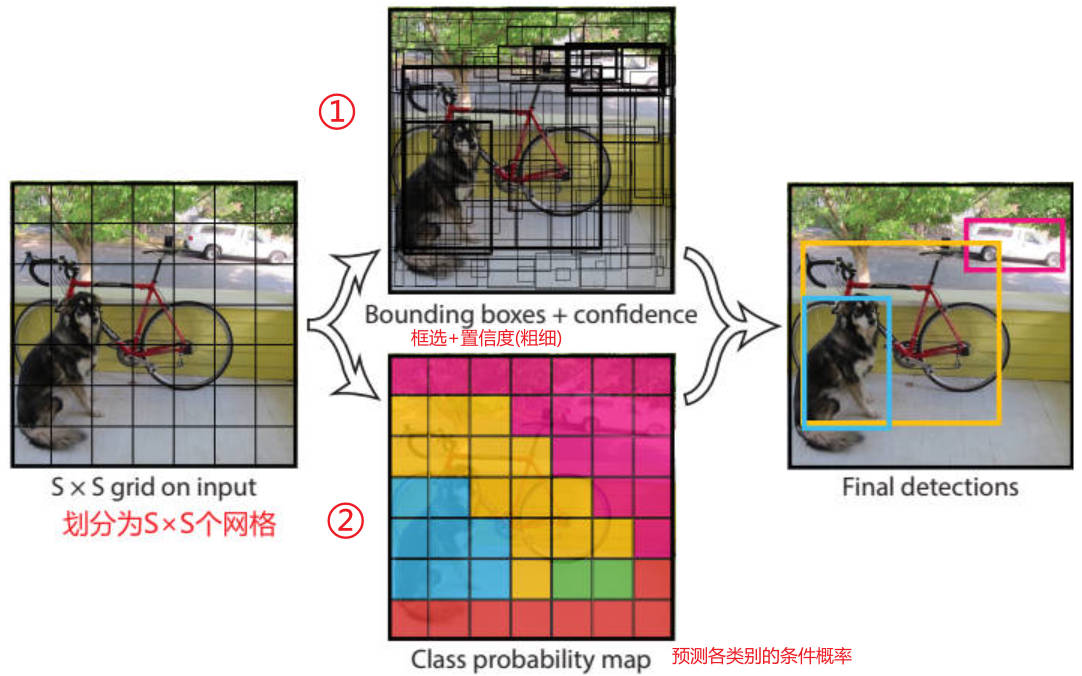 ①
Bounding boxes + confidence
框选+置信度(粗细)
S × S grid on input
划分为S×S个网格
Final detections
②
Class probability map
预测各类别的条件概率